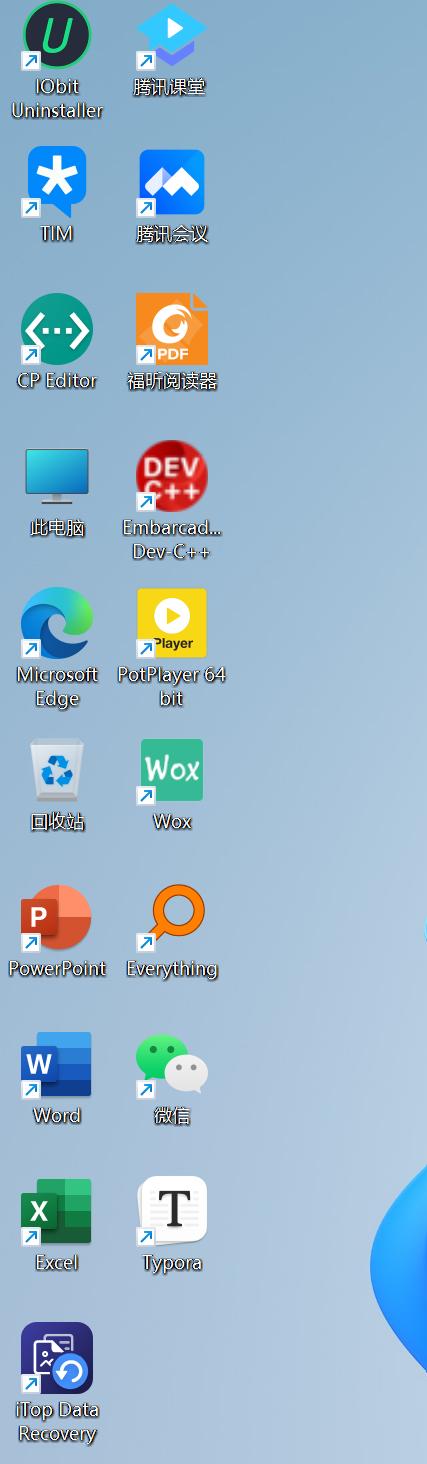 U
IObit
Uninstaller
腾讯课堂
TIM
腾讯会议
CP Editor
PDF
福昕阅读器
此电脑
DEV
C++
Embarcad...
Dev-C++
Microsoft
Edge
Player
PotPlayer 64
bit
回收站
Wox
Wox
P
PowerPoint
Everything
W
Word
微信
X
Excel
T
Typora
iTop Data
Recovery